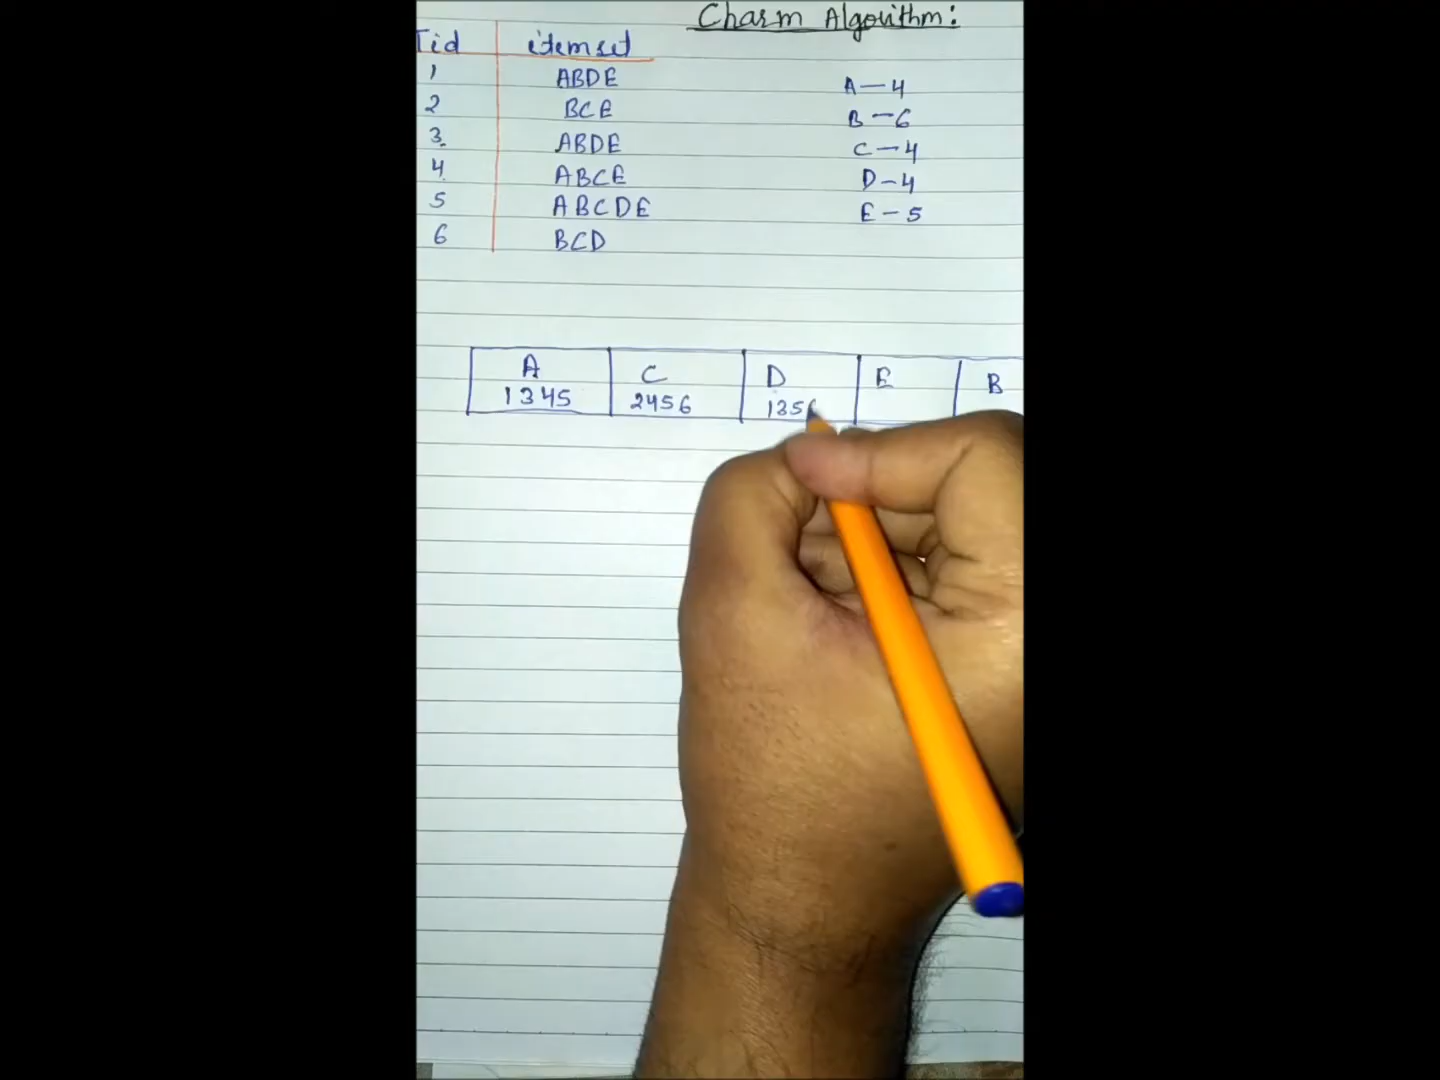 Charm Algorithm:
Tid itemset
1 ABDE A-4
2 BCE B-6
3. ABDE C-4
4 ABCE D-4
5 ABCDE E-5
6 BCD
A C D E B
1345 2456 1356